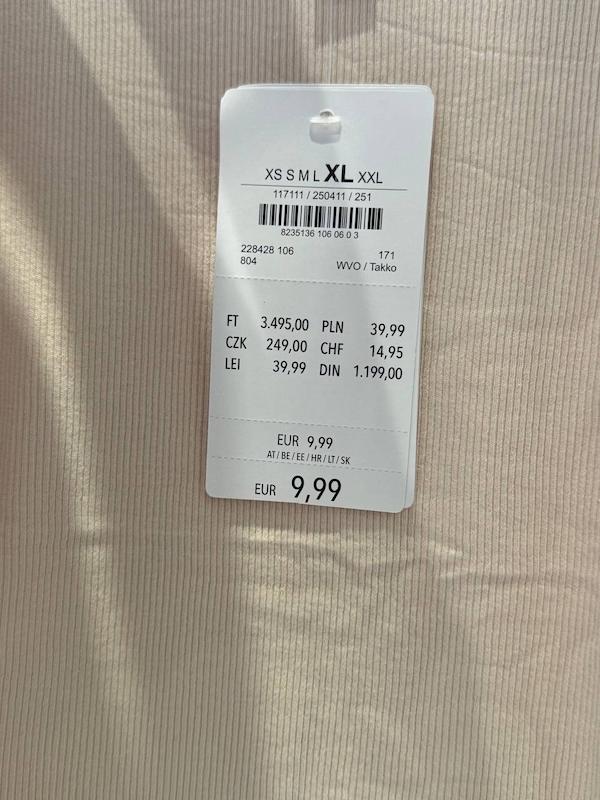 XS S M L XL XXL
117111 / 250411 / 251
8235136 106 06 0 3
228428 106 171
804 WVO / Takko
FT 3.495,00 PLN 39,99
CZK 249,00 CHF 14,95
LEI 39,99 DIN 1.199,00
EUR 9,99
AT/BE/EE/HR/LT/SK
EUR 9,99